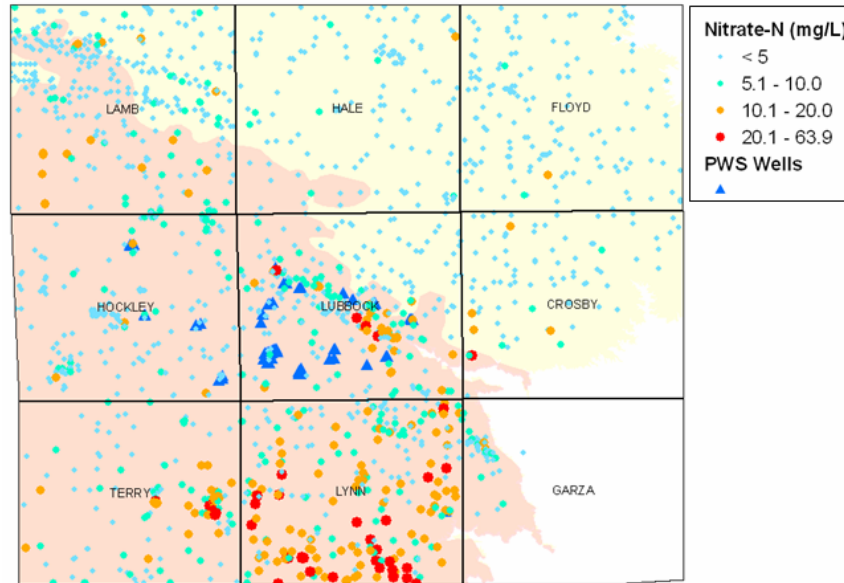 Nitrate-N (mg/L)
< 5
5.1 - 10.0
10.1 - 20.0
20.1 - 63.9
PWS Wells
LAMB
HALE
FLOYD
HOCKLEY
LUBBOCK
CROSBY
TERRY
LYNN
GARZA